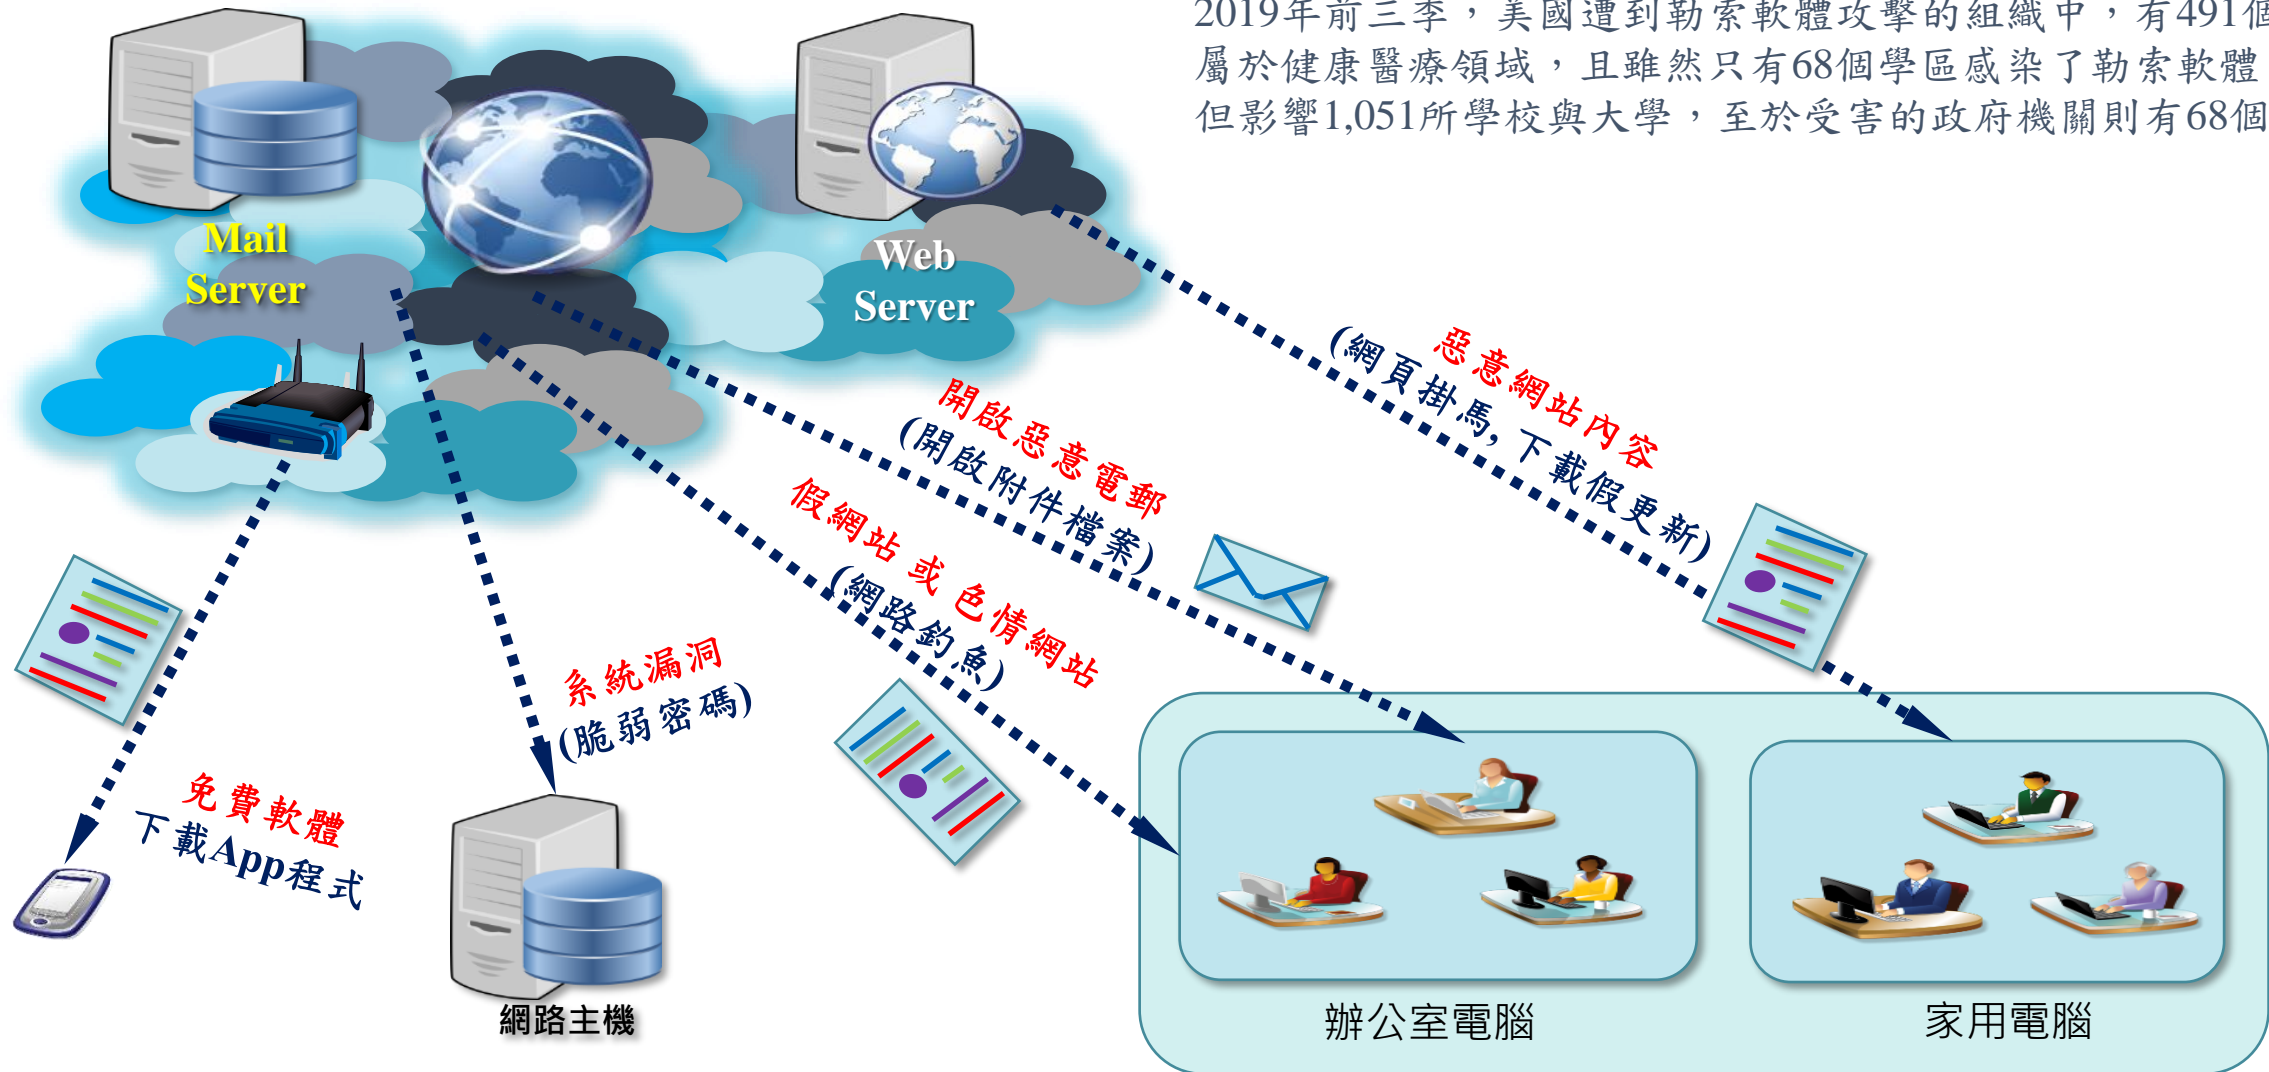 2019年前三季，美國遭到勒索軟體攻擊的組織中，有491個
屬於健康醫療領域，且雖然只有68個學區感染了勒索軟體
但影響1,051所學校與大學，至於受害的政府機關則有68個
Mail
Server
Web
Server
惡意網站內容
(網頁掛馬,下載假更新)
開啟惡意電郵
(開啟附件檔案)
假網站 或 色情網站
(網路釣魚)
系統漏洞
(脆弱密碼)
免費軟體
下載App程式
網路主機
辦公室電腦
家用電腦